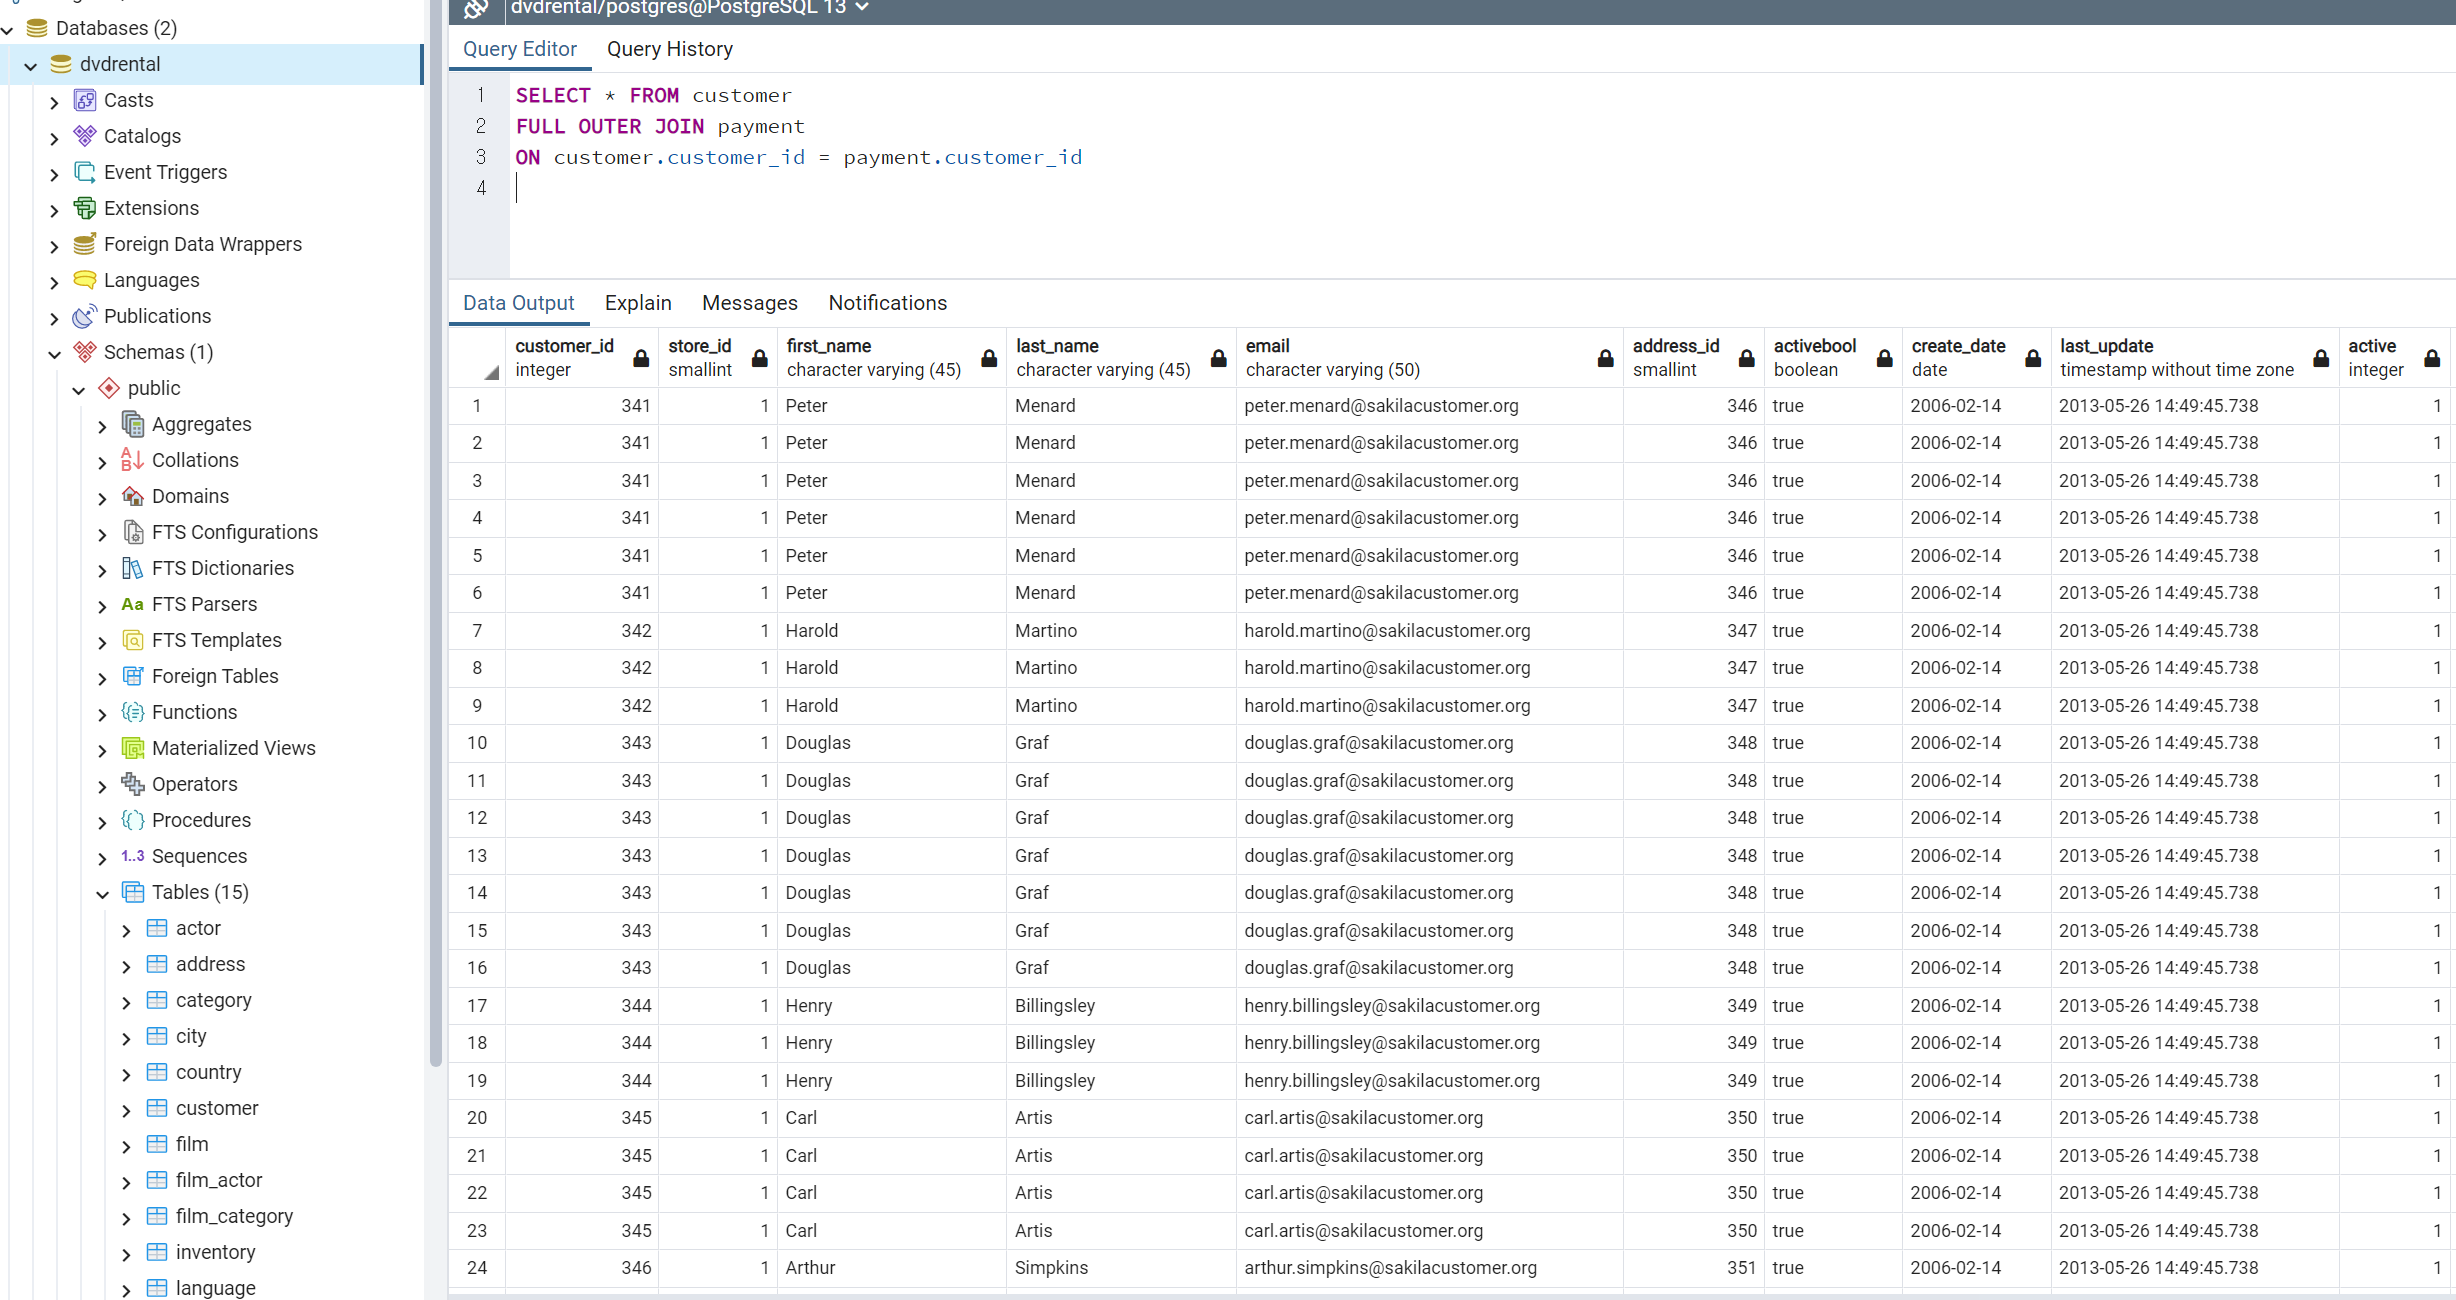 Databases (2)
dvdrental
Casts
Catalogs
Event Triggers
Extensions
Foreign Data Wrappers
Languages
Publications
Schemas (1)
public
Aggregates
Collations
Domains
FTS Configurations
FTS Dictionaries
Aa FTS Parsers
FTS Templates
Foreign Tables
Functions
Materialized Views
Operators
Procedures
1..3 Sequences
Tables (15)
actor
address
category
city
country
customer
film
film_actor
film_category
inventory
language
dvdrental/postgres@PostgreSQL 13
Query Editor Query History
1 SELECT * FROM customer
2 FULL OUTER JOIN payment
3 ON customer.customer_id = payment.customer_id
4
Data Output Explain Messages Notifications
customer_id store_id first_name last_name email address_id activebool create_date last_update active
integer smallint character varying (45) character varying (45) character varying (50) smallint boolean date timestamp without time zone integer
1 341 1 Peter Menard peter.menard@sakilacustomer.org 346 true 2006-02-14 2013-05-26 14:49:45.738 1
2 341 1 Peter Menard peter.menard@sakilacustomer.org 346 true 2006-02-14 2013-05-26 14:49:45.738 1
3 341 1 Peter Menard peter.menard@sakilacustomer.org 346 true 2006-02-14 2013-05-26 14:49:45.738 1
4 341 1 Peter Menard peter.menard@sakilacustomer.org 346 true 2006-02-14 2013-05-26 14:49:45.738 1
5 341 1 Peter Menard peter.menard@sakilacustomer.org 346 true 2006-02-14 2013-05-26 14:49:45.738 1
6 341 1 Peter Menard peter.menard@sakilacustomer.org 346 true 2006-02-14 2013-05-26 14:49:45.738 1
7 342 1 Harold Martino harold.martino@sakilacustomer.org 347 true 2006-02-14 2013-05-26 14:49:45.738 1
8 342 1 Harold Martino harold.martino@sakilacustomer.org 347 true 2006-02-14 2013-05-26 14:49:45.738 1
9 342 1 Harold Martino harold.martino@sakilacustomer.org 347 true 2006-02-14 2013-05-26 14:49:45.738 1
10 343 1 Douglas Graf douglas.graf@sakilacustomer.org 348 true 2006-02-14 2013-05-26 14:49:45.738 1
11 343 1 Douglas Graf douglas.graf@sakilacustomer.org 348 true 2006-02-14 2013-05-26 14:49:45.738 1
12 343 1 Douglas Graf douglas.graf@sakilacustomer.org 348 true 2006-02-14 2013-05-26 14:49:45.738 1
13 343 1 Douglas Graf douglas.graf@sakilacustomer.org 348 true 2006-02-14 2013-05-26 14:49:45.738 1
14 343 1 Douglas Graf douglas.graf@sakilacustomer.org 348 true 2006-02-14 2013-05-26 14:49:45.738 1
15 343 1 Douglas Graf douglas.graf@sakilacustomer.org 348 true 2006-02-14 2013-05-26 14:49:45.738 1
16 343 1 Douglas Graf douglas.graf@sakilacustomer.org 348 true 2006-02-14 2013-05-26 14:49:45.738 1
17 344 1 Henry Billingsley henry.billingsley@sakilacustomer.org 349 true 2006-02-14 2013-05-26 14:49:45.738 1
18 344 1 Henry Billingsley henry.billingsley@sakilacustomer.org 349 true 2006-02-14 2013-05-26 14:49:45.738 1
19 344 1 Henry Billingsley henry.billingsley@sakilacustomer.org 349 true 2006-02-14 2013-05-26 14:49:45.738 1
20 345 1 Carl Artis carl.artis@sakilacustomer.org 350 true 2006-02-14 2013-05-26 14:49:45.738 1
21 345 1 Carl Artis carl.artis@sakilacustomer.org 350 true 2006-02-14 2013-05-26 14:49:45.738 1
22 345 1 Carl Artis carl.artis@sakilacustomer.org 350 true 2006-02-14 2013-05-26 14:49:45.738 1
23 345 1 Carl Artis carl.artis@sakilacustomer.org 350 true 2006-02-14 2013-05-26 14:49:45.738 1
24 346 1 Arthur Simpkins arthur.simpkins@sakilacustomer.org 351 true 2006-02-14 2013-05-26 14:49:45.738 1